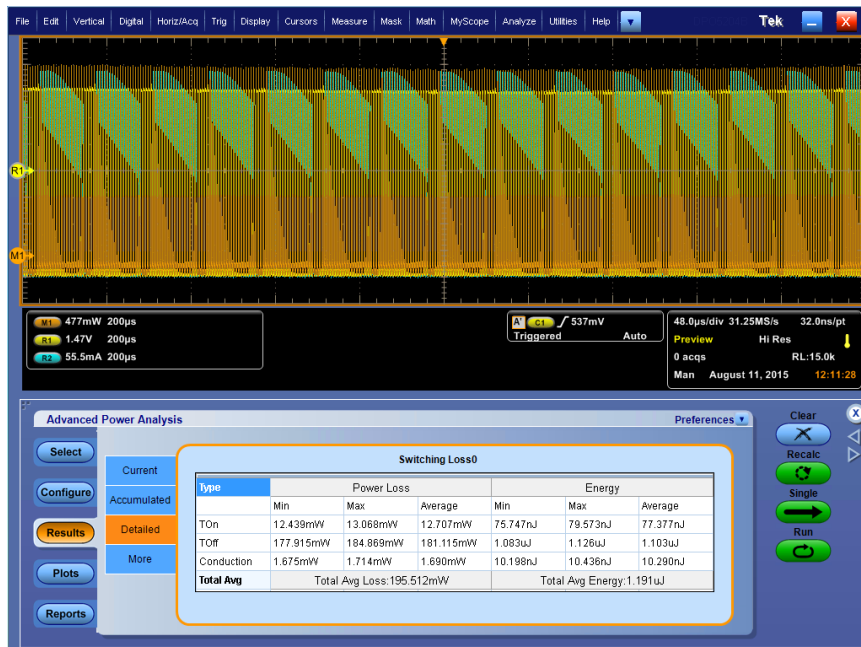 File Edit Vertical Digital Horiz/Acq Trig Display Cursors Measure Mask Math MyScope Analyze Utilities Help Tek X
R1
M1
M1 477mW 200µs
R1 1.47V 200µs
R2 55.5mA 200µs
A' C1 537mV
Triggered Auto
48.0µs/div 31.25MS/s 32.0ns/pt
Preview Hi Res
0 acqs RL:15.0k
Man August 11, 2015 12:11:28
Advanced Power Analysis Preferences
Clear X
Recalc
Single
Run
Select
Configure
Results
Plots
Reports
Current
Accumulated
Detailed
More
Switching Loss0
Type Power Loss Energy
Min Max Average Min Max Average
TOn 12.439mW 13.068mW 12.707mW 75.747nJ 79.573nJ 77.377nJ
TOff 177.915mW 184.869mW 181.115mW 1.083uJ 1.126uJ 1.103uJ
Conduction 1.675mW 1.714mW 1.690mW 10.198nJ 10.436nJ 10.290nJ
Total Avg Total Avg Loss:195.512mW Total Avg Energy:1.191uJ